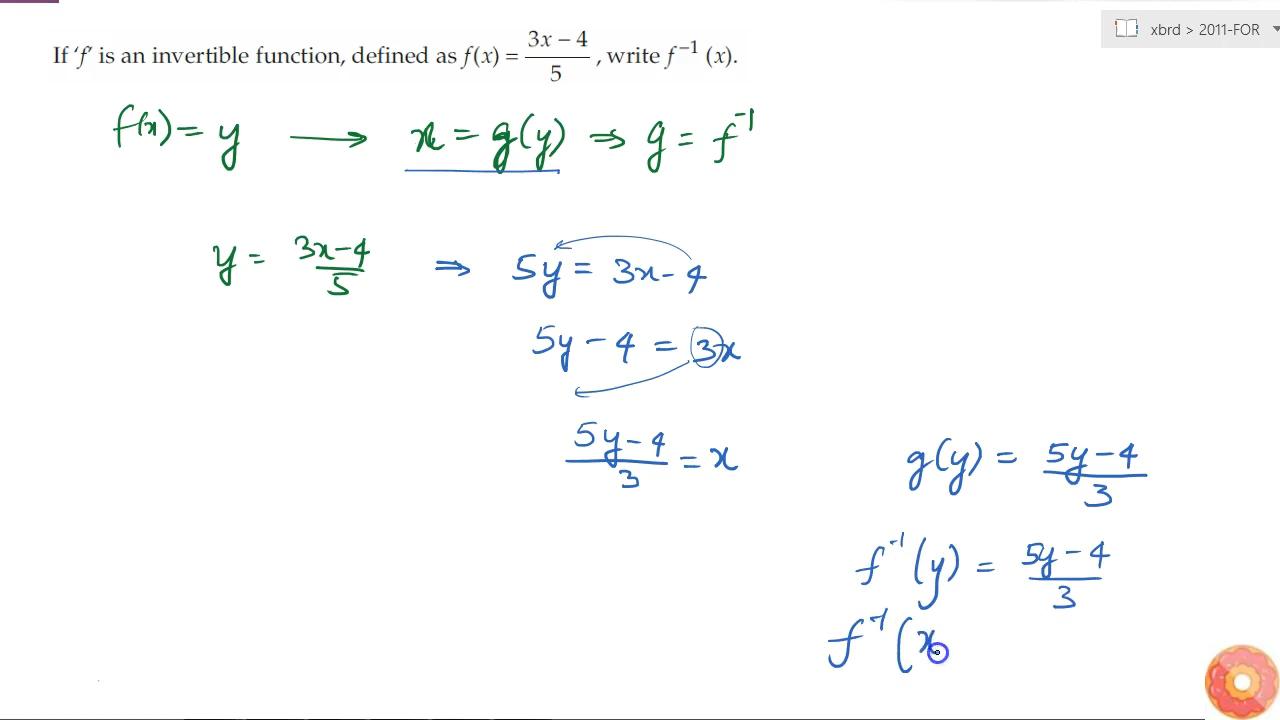 xbrd > 2011-FOR
If 'f' is an invertible function, defined as f(x) = (3x − 4)/5 , write f⁻¹ (x).
f(x) = y ⟶ x = g(y) ⇒ g = f⁻¹
y = (3x−4)/5 ⇒ 5y = 3x − 4
5y − 4 = 3x
(5y − 4)/3 = x
g(y) = (5y − 4)/3
f⁻¹(y) = (5y − 4)/3
f⁻¹(x